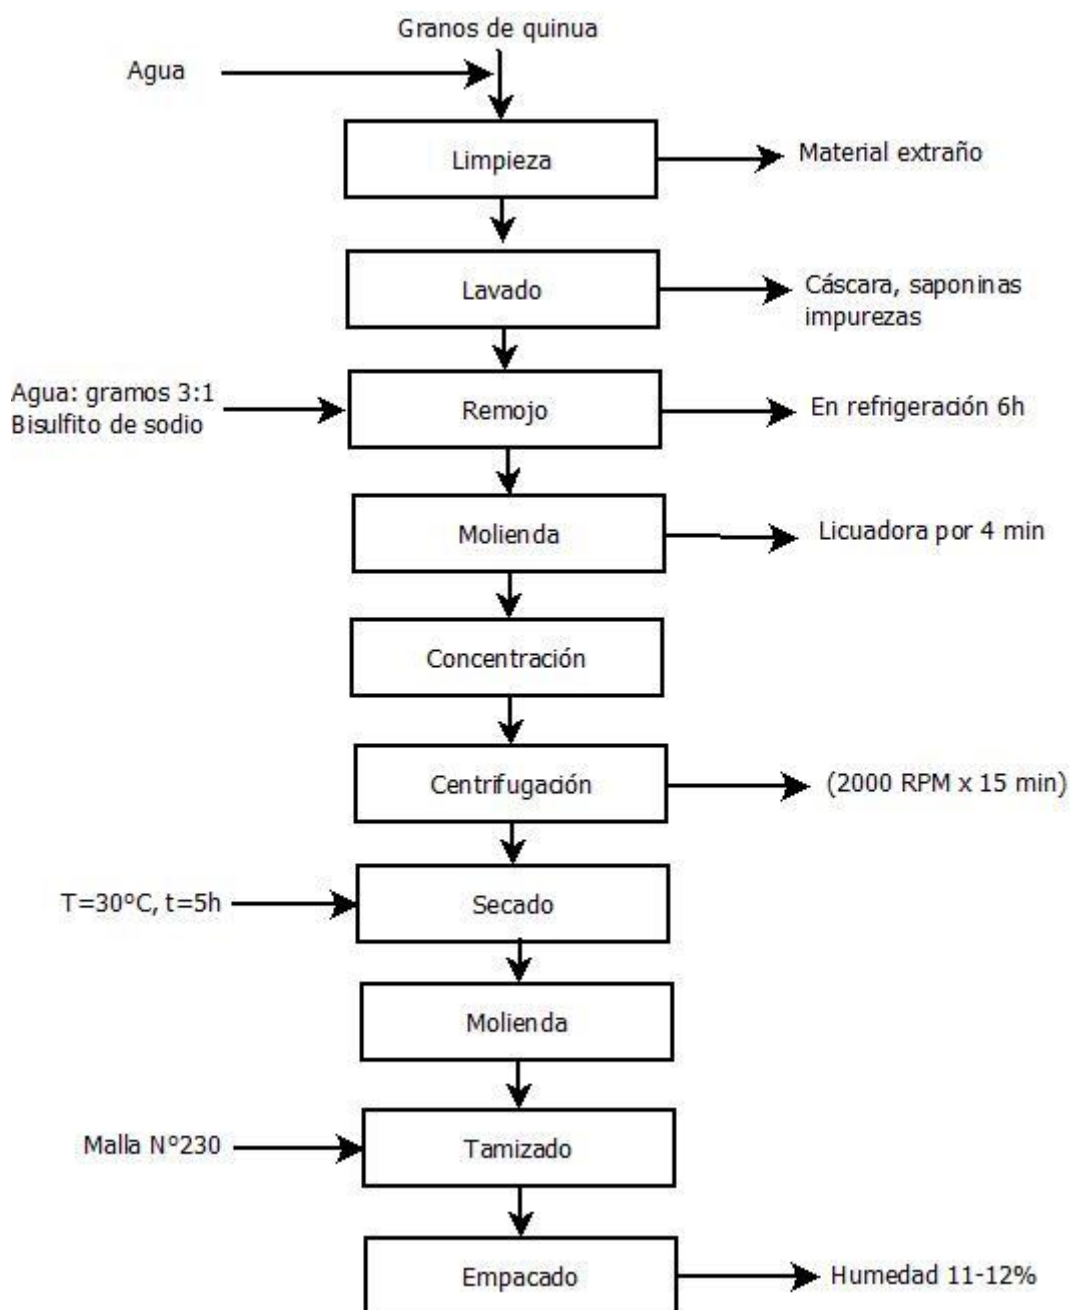 Granos de quinua
Agua
Limpieza
Material extraño
Lavado
Cáscara, saponinas
impurezas
Agua: gramos 3:1
Bisulfito de sodio
Remojo
En refrigeración 6h
Molienda
Licuadora por 4 min
Concentración
Centrifugación
(2000 RPM x 15 min)
T=30ºC, t=5h
Secado
Molienda
Malla Nº230
Tamizado
Empacado
Humedad 11-12%